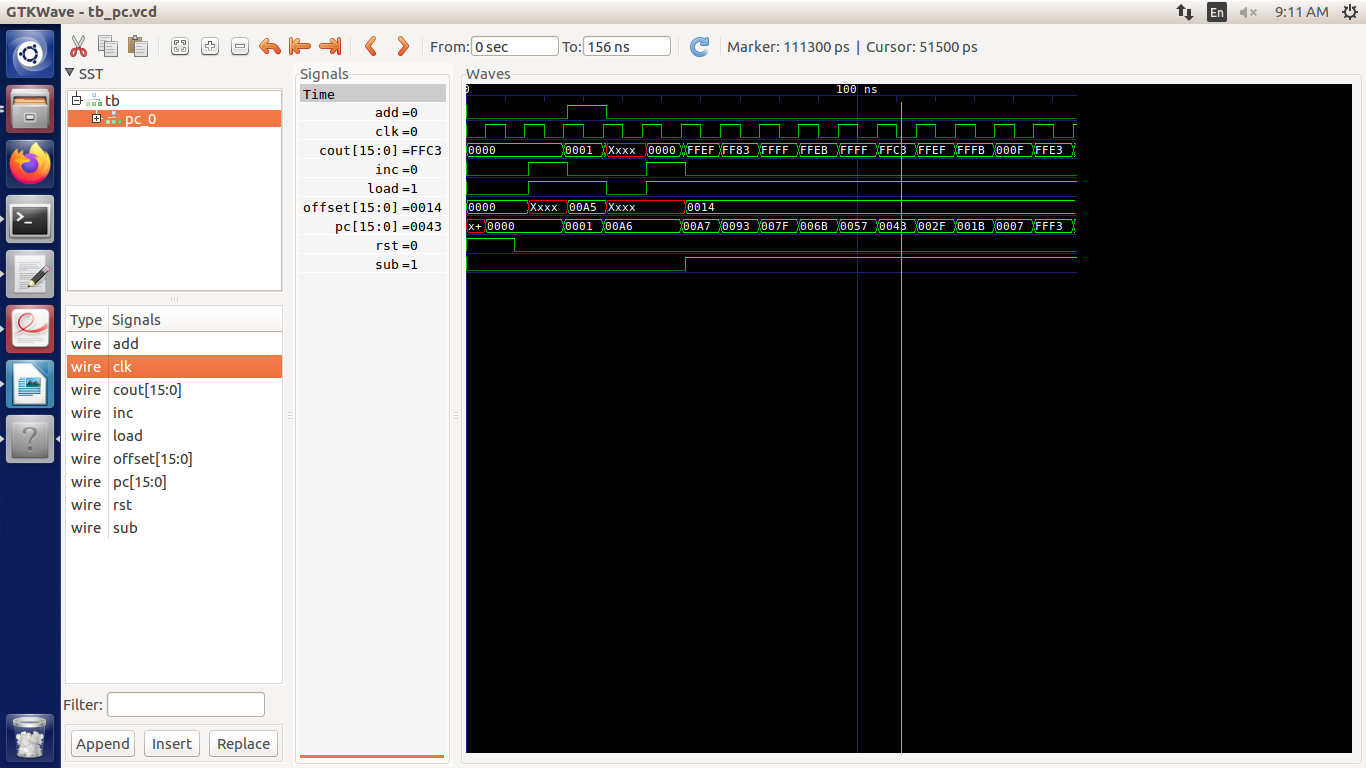 GTKWave - tb_pc.vcd
En
9:11 AM
From: 0 sec To: 156 ns
Marker: 111300 ps | Cursor: 51500 ps
SST
tb
pc_0
Type Signals
wire add
wire clk
wire cout[15:0]
wire inc
wire load
wire offset[15:0]
wire pc[15:0]
wire rst
wire sub
Filter:
Append Insert Replace
Signals
Time
add=0
clk=0
cout[15:0]=FFC3
inc=0
load=1
offset[15:0]=0014
pc[15:0]=0043
rst=0
sub=1
Waves
0 100 ns
0000 0001 Xxxx 0000 FFEF FF83 FFFF FFEB FFFF FFC3 FFEF FFFB 000F FFE3
0000 Xxxx 00A5 Xxxx 0014
x+ 0000 0001 00A6 00A7 0093 007F 006B 0057 0043 002F 001B 0007 FFF3